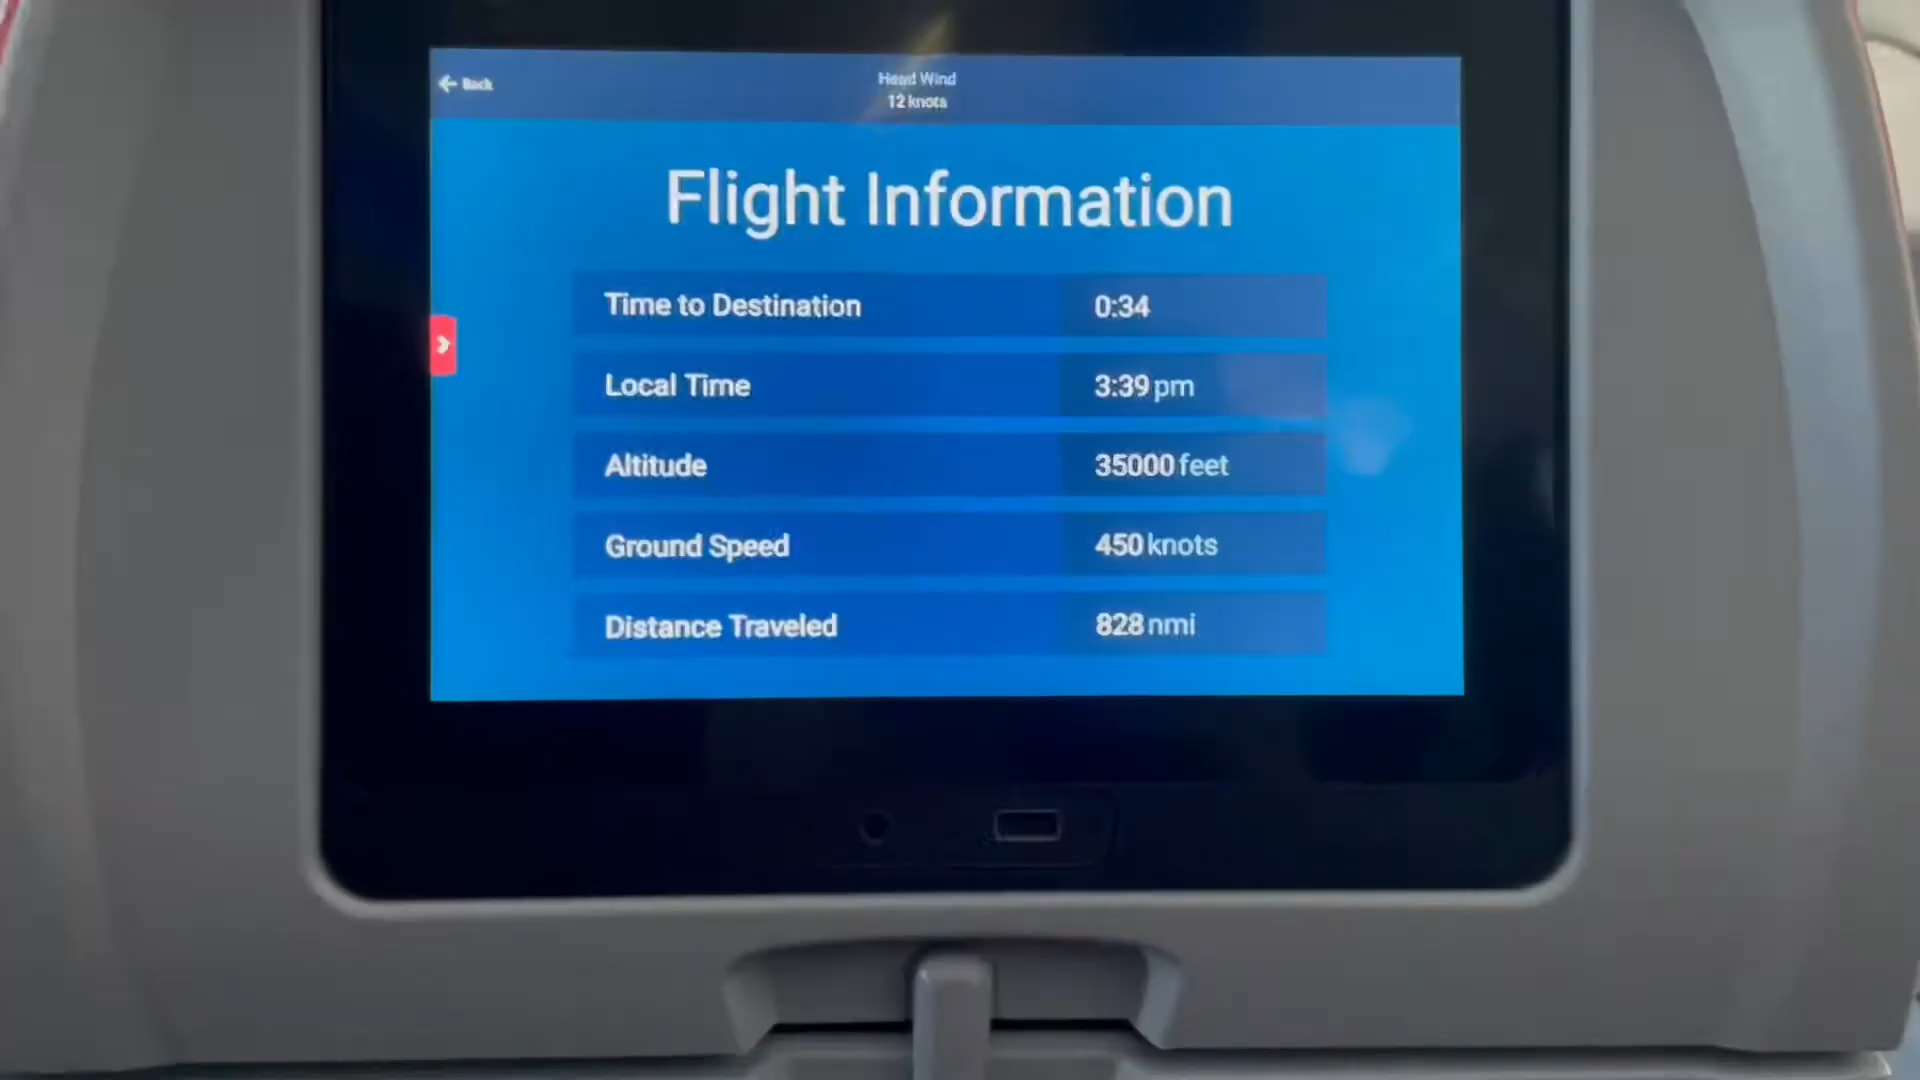 Back
Head Wind
12 knots
Flight Information
Time to Destination 0:34
Local Time 3:39 pm
Altitude 35000 feet
Ground Speed 450 knots
Distance Traveled 828 nmi